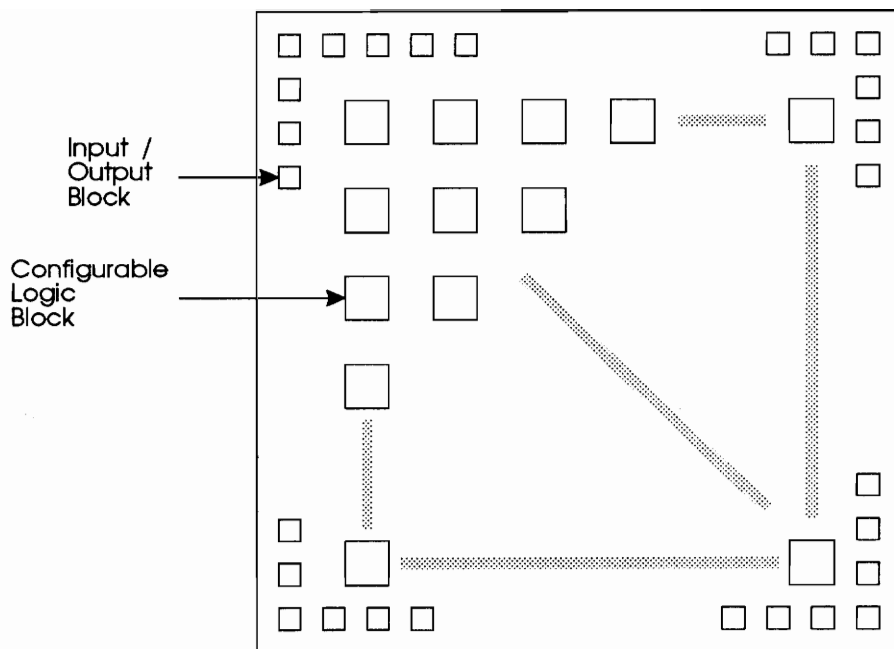 Input /
Output
Block
Configurable
Logic
Block